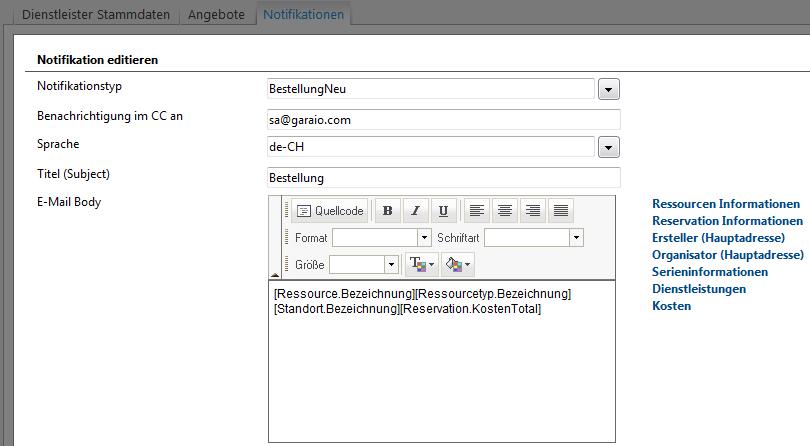 Dienstleister Stammdaten Angebote Notifikationen
Notifikation editieren
Notifikationstyp BestellungNeu
Benachrichtigung im CC an sa@garaio.com
Sprache de-CH
Titel (Subject) Bestellung
E-Mail Body
Quellcode B I U
Format Schriftart
Größe T
[Ressource.Bezeichnung][Ressourcetyp.Bezeichnung]
[Standort.Bezeichnung][Reservation.KostenTotal]
Ressourcen Informationen
Reservation Informationen
Ersteller (Hauptadresse)
Organisator (Hauptadresse)
Serieninformationen
Dienstleistungen
Kosten